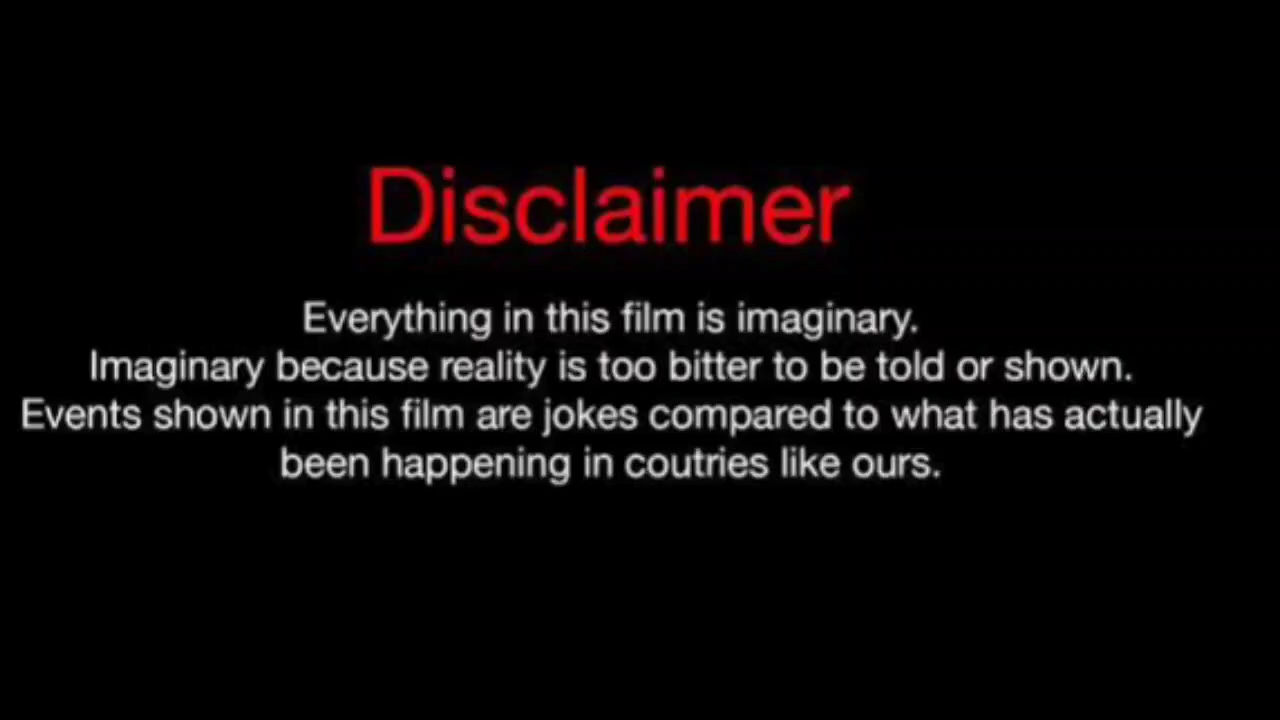 Disclaimer
Everything in this film is imaginary.
Imaginary because reality is too bitter to be told or shown.
Events shown in this film are jokes compared to what has actually
been happening in coutries like ours.